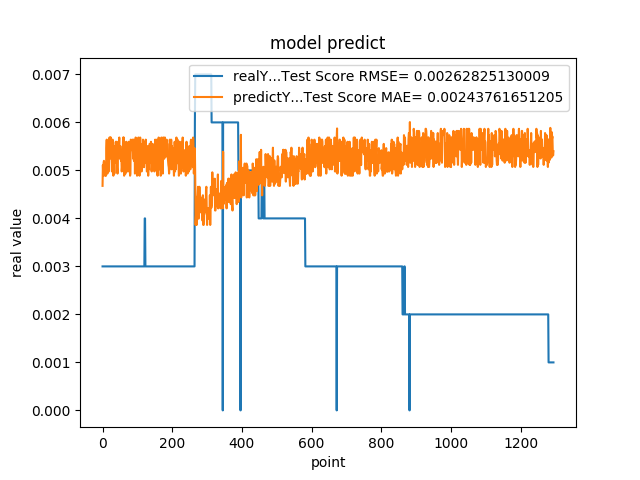 model predict
realY...Test Score RMSE= 0.00262825130009
predictY...Test Score MAE= 0.00243761651205
0.007
0.006
0.005
0.004
0.003
0.002
0.001
0.000
real value
0 200 400 600 800 1000 1200
point